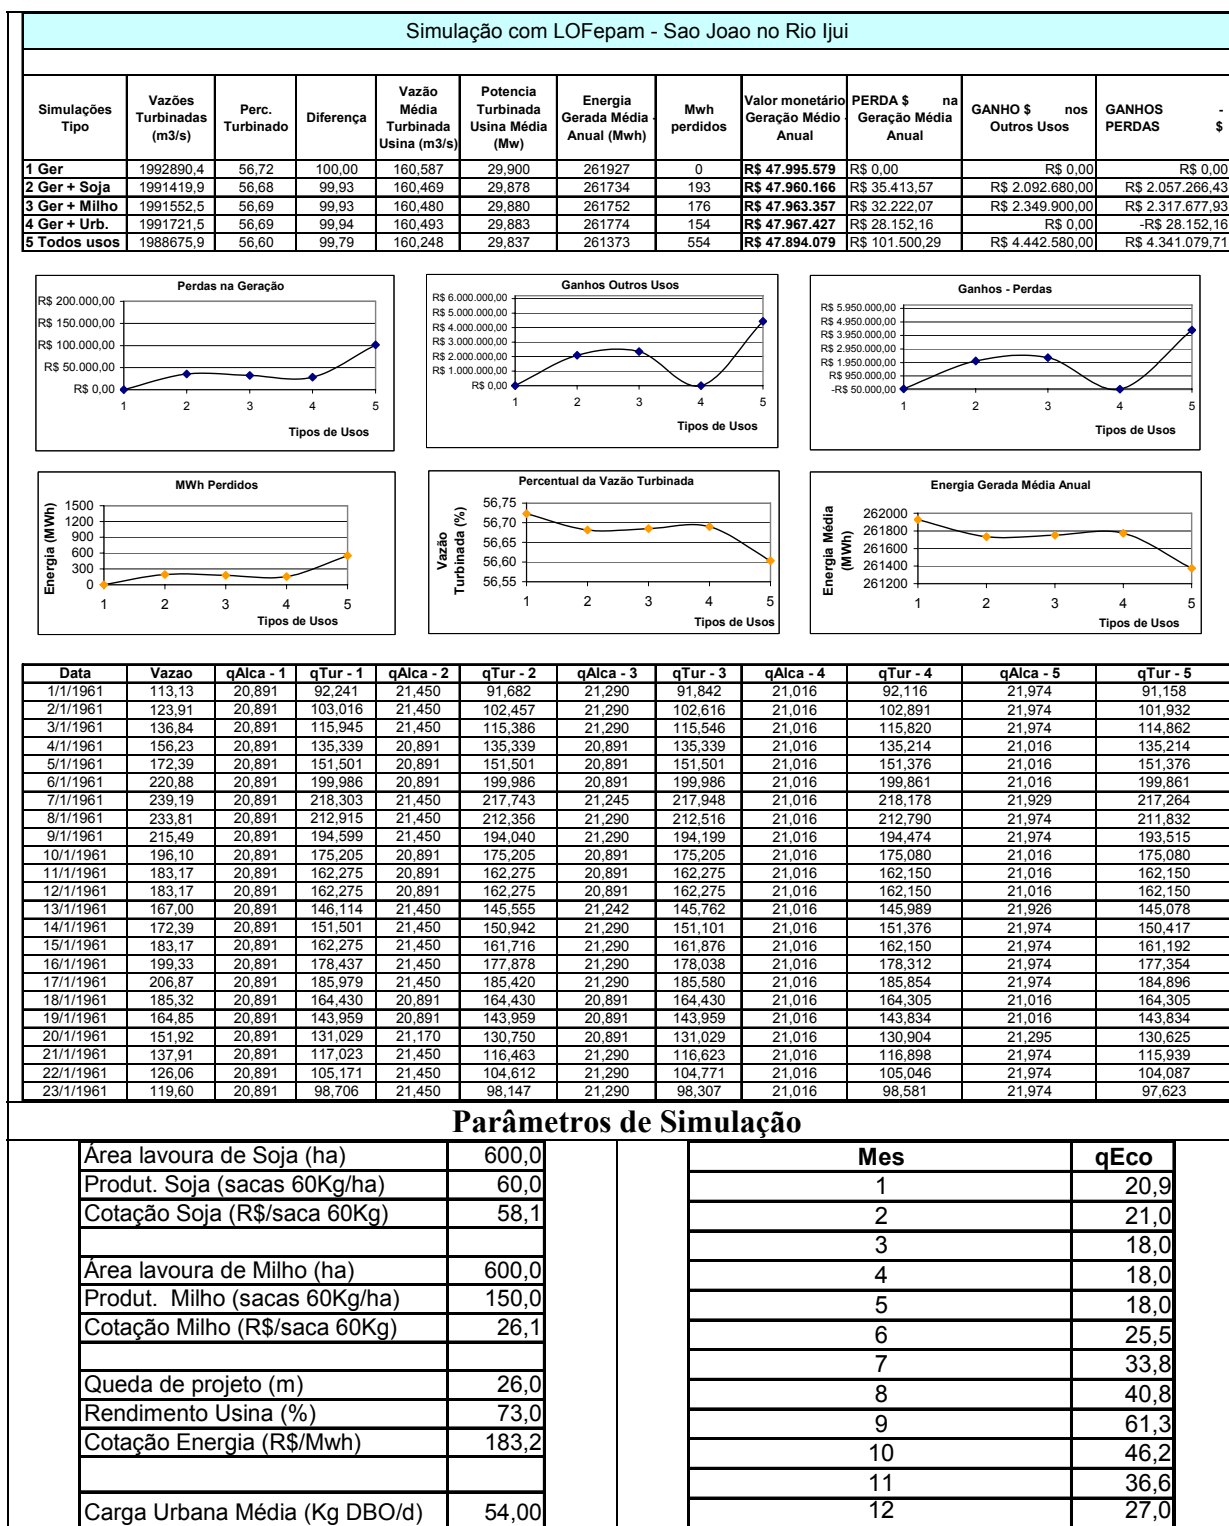 Simulação com LOFepam - Sao Joao no Rio Ijui
Simulações Tipo | Vazões Turbinadas (m3/s) | Perc. Turbinado | Diferença | Vazão Média Turbinada Usina (m3/s) | Potencia Turbinada Usina Média (Mw) | Energia Gerada Média - Anual (Mwh) | Mwh perdidos | Valor monetário Geração Médio - Anual | PERDA $ na Geração Média Anual | GANHO $ nos Outros Usos | GANHOS - PERDAS $
1 Ger | 1992890,4 | 56,72 | 100,00 | 160,587 | 29,900 | 261927 | 0 | R$ 47.995.579 | R$ 0,00 | R$ 0,00 | R$ 0,00
2 Ger + Soja | 1991419,9 | 56,68 | 99,93 | 160,469 | 29,878 | 261734 | 193 | R$ 47.960.166 | R$ 35.413,57 | R$ 2.092.680,00 | R$ 2.057.266,43
3 Ger + Milho | 1991552,5 | 56,69 | 99,93 | 160,480 | 29,880 | 261752 | 176 | R$ 47.963.357 | R$ 32.222,07 | R$ 2.349.900,00 | R$ 2.317.677,93
4 Ger + Urb. | 1991721,5 | 56,69 | 99,94 | 160,493 | 29,883 | 261774 | 154 | R$ 47.967.427 | R$ 28.152,16 | R$ 0,00 | -R$ 28.152,16
5 Todos usos | 1988675,9 | 56,60 | 99,79 | 160,248 | 29,837 | 261373 | 554 | R$ 47.894.079 | R$ 101.500,29 | R$ 4.442.580,00 | R$ 4.341.079,71
Perdas na Geração
R$ 200.000,00
R$ 150.000,00
R$ 100.000,00
R$ 50.000,00
R$ 0,00
1 2 3 4 5
Tipos de Usos
Ganhos Outros Usos
R$ 6.000.000,00
R$ 5.000.000,00
R$ 4.000.000,00
R$ 3.000.000,00
R$ 2.000.000,00
R$ 1.000.000,00
R$ 0,00
1 2 3 4 5
Tipos de Usos
Ganhos - Perdas
R$ 5.950.000,00
R$ 4.950.000,00
R$ 3.950.000,00
R$ 2.950.000,00
R$ 1.950.000,00
R$ 950.000,00
-R$ 50.000,00
1 2 3 4 5
Tipos de Usos
MWh Perdidos
Energia (MWh)
1500
1200
900
600
300
0
1 2 3 4 5
Tipos de Usos
Percentual da Vazão Turbinada
Vazão
Turbinada (%)
56,75
56,70
56,65
56,60
56,55
1 2 3 4 5
Tipos de Usos
Energia Gerada Média Anual
Energia Média
(MWh)
262000
261800
261600
261400
261200
1 2 3 4 5
Tipos de Usos
Data | Vazao | qAlca - 1 | qTur - 1 | qAlca - 2 | qTur - 2 | qAlca - 3 | qTur - 3 | qAlca - 4 | qTur - 4 | qAlca - 5 | qTur - 5
1/1/1961 | 113,13 | 20,891 | 92,241 | 21,450 | 91,682 | 21,290 | 91,842 | 21,016 | 92,116 | 21,974 | 91,158
2/1/1961 | 123,91 | 20,891 | 103,016 | 21,450 | 102,457 | 21,290 | 102,616 | 21,016 | 102,891 | 21,974 | 101,932
3/1/1961 | 136,84 | 20,891 | 115,945 | 21,450 | 115,386 | 21,290 | 115,546 | 21,016 | 115,820 | 21,974 | 114,862
4/1/1961 | 156,23 | 20,891 | 135,339 | 20,891 | 135,339 | 20,891 | 135,339 | 21,016 | 135,214 | 21,016 | 135,214
5/1/1961 | 172,39 | 20,891 | 151,501 | 20,891 | 151,501 | 20,891 | 151,501 | 21,016 | 151,376 | 21,016 | 151,376
6/1/1961 | 220,88 | 20,891 | 199,986 | 20,891 | 199,986 | 20,891 | 199,986 | 21,016 | 199,861 | 21,016 | 199,861
7/1/1961 | 239,19 | 20,891 | 218,303 | 21,450 | 217,743 | 21,245 | 217,948 | 21,016 | 218,178 | 21,929 | 217,264
8/1/1961 | 233,81 | 20,891 | 212,915 | 21,450 | 212,356 | 21,290 | 212,516 | 21,016 | 212,790 | 21,974 | 211,832
9/1/1961 | 215,49 | 20,891 | 194,599 | 21,450 | 194,040 | 21,290 | 194,199 | 21,016 | 194,474 | 21,974 | 193,515
10/1/1961 | 196,10 | 20,891 | 175,205 | 20,891 | 175,205 | 20,891 | 175,205 | 21,016 | 175,080 | 21,016 | 175,080
11/1/1961 | 183,17 | 20,891 | 162,275 | 20,891 | 162,275 | 20,891 | 162,275 | 21,016 | 162,150 | 21,016 | 162,150
12/1/1961 | 183,17 | 20,891 | 162,275 | 20,891 | 162,275 | 20,891 | 162,275 | 21,016 | 162,150 | 21,016 | 162,150
13/1/1961 | 167,00 | 20,891 | 146,114 | 21,450 | 145,555 | 21,242 | 145,762 | 21,016 | 145,989 | 21,926 | 145,078
14/1/1961 | 172,39 | 20,891 | 151,501 | 21,450 | 150,942 | 21,290 | 151,101 | 21,016 | 151,376 | 21,974 | 150,417
15/1/1961 | 183,17 | 20,891 | 162,275 | 21,450 | 161,716 | 21,290 | 161,876 | 21,016 | 162,150 | 21,974 | 161,192
16/1/1961 | 199,33 | 20,891 | 178,437 | 21,450 | 177,878 | 21,290 | 178,038 | 21,016 | 178,312 | 21,974 | 177,354
17/1/1961 | 206,87 | 20,891 | 185,979 | 21,450 | 185,420 | 21,290 | 185,580 | 21,016 | 185,854 | 21,974 | 184,896
18/1/1961 | 185,32 | 20,891 | 164,430 | 20,891 | 164,430 | 20,891 | 164,430 | 21,016 | 164,305 | 21,016 | 164,305
19/1/1961 | 164,85 | 20,891 | 143,959 | 20,891 | 143,959 | 20,891 | 143,959 | 21,016 | 143,834 | 21,016 | 143,834
20/1/1961 | 151,92 | 20,891 | 131,029 | 21,170 | 130,750 | 20,891 | 131,029 | 21,016 | 130,904 | 21,295 | 130,625
21/1/1961 | 137,91 | 20,891 | 117,023 | 21,450 | 116,463 | 21,290 | 116,623 | 21,016 | 116,898 | 21,974 | 115,939
22/1/1961 | 126,06 | 20,891 | 105,171 | 21,450 | 104,612 | 21,290 | 104,771 | 21,016 | 105,046 | 21,974 | 104,087
23/1/1961 | 119,60 | 20,891 | 98,706 | 21,450 | 98,147 | 21,290 | 98,307 | 21,016 | 98,581 | 21,974 | 97,623
Parâmetros de Simulação
Área lavoura de Soja (ha) | 600,0
Produt. Soja (sacas 60Kg/ha) | 60,0
Cotação Soja (R$/saca 60Kg) | 58,1
Área lavoura de Milho (ha) | 600,0
Produt. Milho (sacas 60Kg/ha) | 150,0
Cotação Milho (R$/saca 60Kg) | 26,1
Queda de projeto (m) | 26,0
Rendimento Usina (%) | 73,0
Cotação Energia (R$/Mwh) | 183,2
Carga Urbana Média (Kg DBO/d) | 54,00
Mes | qEco
1 | 20,9
2 | 21,0
3 | 18,0
4 | 18,0
5 | 18,0
6 | 25,5
7 | 33,8
8 | 40,8
9 | 61,3
10 | 46,2
11 | 36,6
12 | 27,0